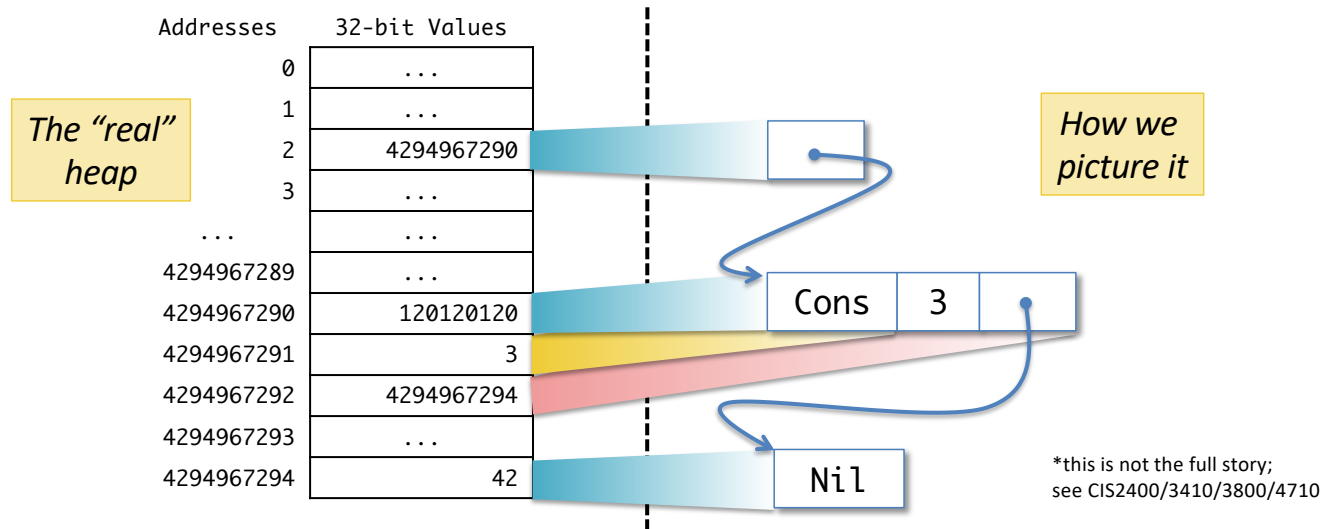 Addresses 32-bit Values
0 ...
1 ...
The “real”
heap
How we
picture it
2 4294967290
3 ...
... ...
4294967289 ...
4294967290 120120120
Cons 3
4294967291 3
4294967292 4294967294
4294967293 ...
4294967294 42
Nil
*this is not the full story;
see CIS2400/3410/3800/4710